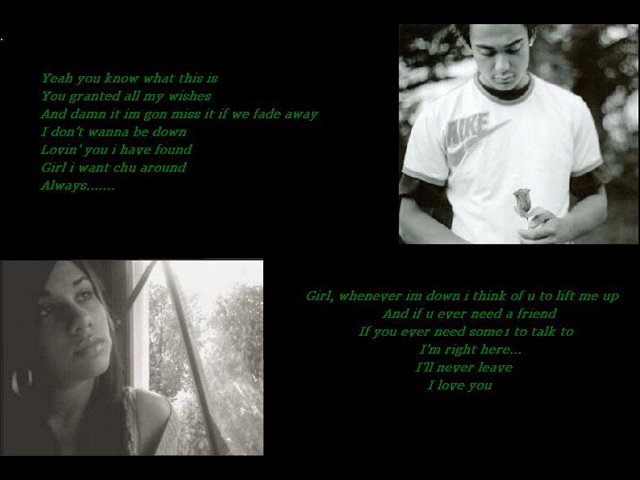 Yeah you know what this is
You granted all my wishes
And damn it im gon miss it if we fade away
I don't wanna be down
Lovin' you i have found
Girl i want chu around
Always.......
NIKE
Girl, whenever im down i think of u to lift me up
And if u ever need a friend
If you ever need some1 to talk to
I'm right here...
I'll never leave
I love you